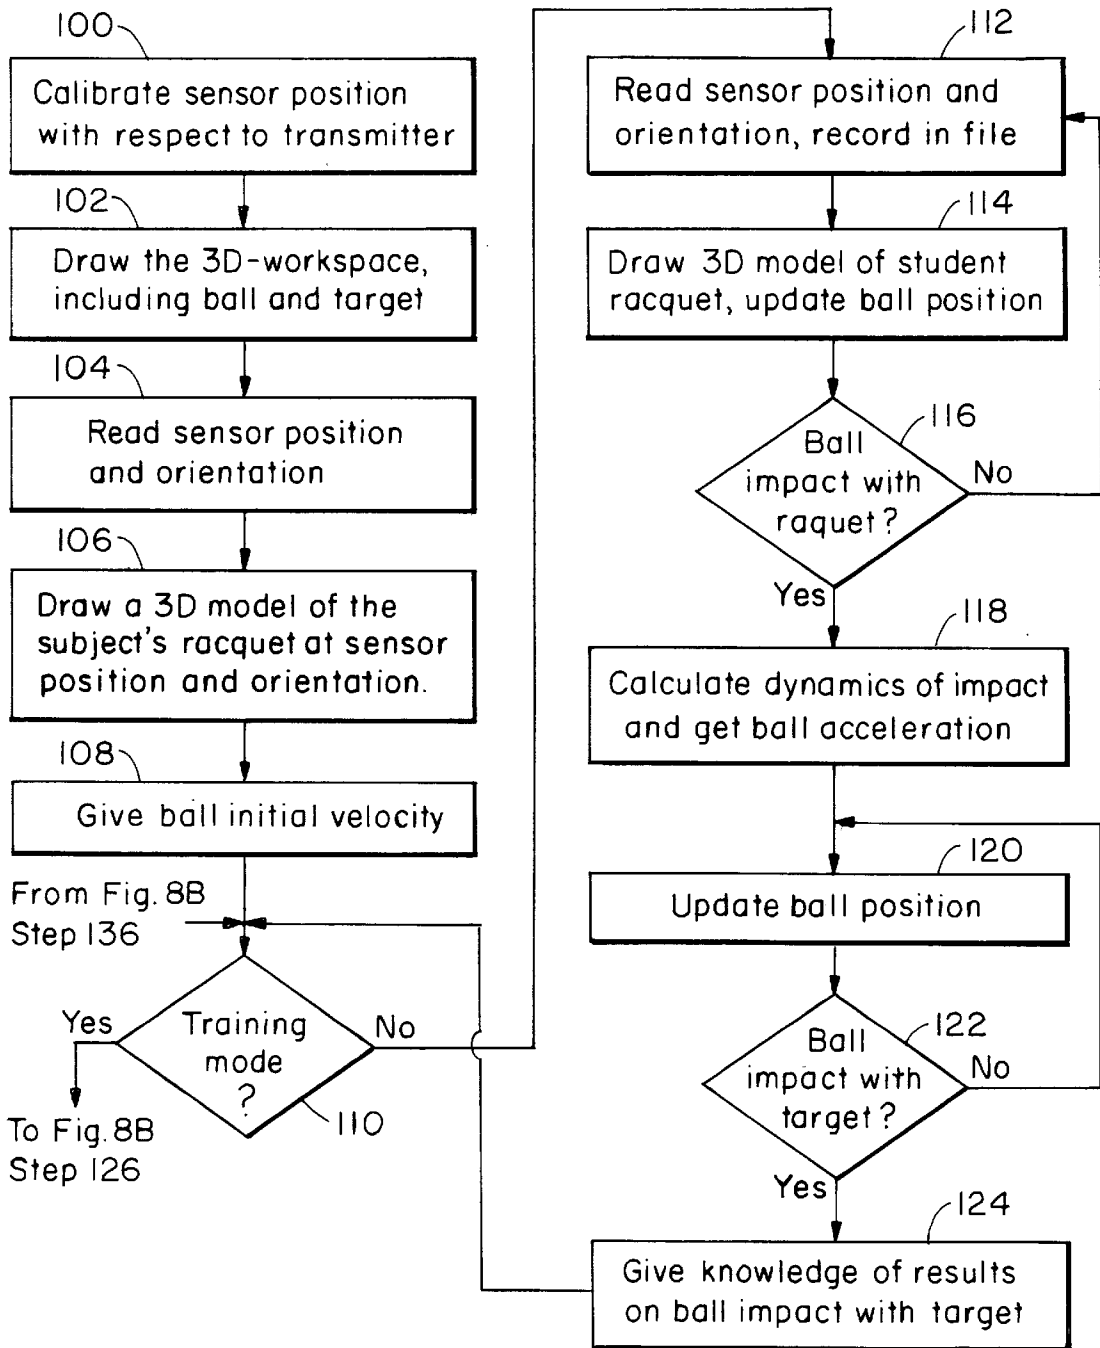 100
Calibrate sensor position
with respect to transmitter
102
Draw the 3D-workspace,
including ball and target
104
Read sensor position
and orientation
106
Draw a 3D model of the
subject's racquet at sensor
position and orientation.
108
Give ball initial velocity
From Fig. 8B
Step 136
Training
mode
?
Yes
No
110
To Fig. 8B
Step 126
112
Read sensor position and
orientation, record in file
114
Draw 3D model of student
racquet, update ball position
116
Ball
impact with
raquet?
No
Yes
118
Calculate dynamics of impact
and get ball acceleration
120
Update ball position
122
Ball
impact with
target?
No
Yes
124
Give knowledge of results
on ball impact with target